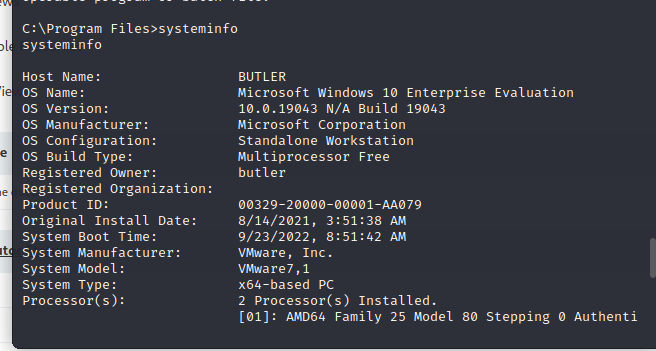 C:\Program Files>systeminfo
systeminfo
Host Name: BUTLER
OS Name: Microsoft Windows 10 Enterprise Evaluation
OS Version: 10.0.19043 N/A Build 19043
OS Manufacturer: Microsoft Corporation
OS Configuration: Standalone Workstation
OS Build Type: Multiprocessor Free
Registered Owner: butler
Registered Organization:
Product ID: 00329-20000-00001-AA079
Original Install Date: 8/14/2021, 3:51:38 AM
System Boot Time: 9/23/2022, 8:51:42 AM
System Manufacturer: VMware, Inc.
System Model: VMware7,1
System Type: x64-based PC
Processor(s): 2 Processor(s) Installed.
[01]: AMD64 Family 25 Model 80 Stepping 0 Authenti